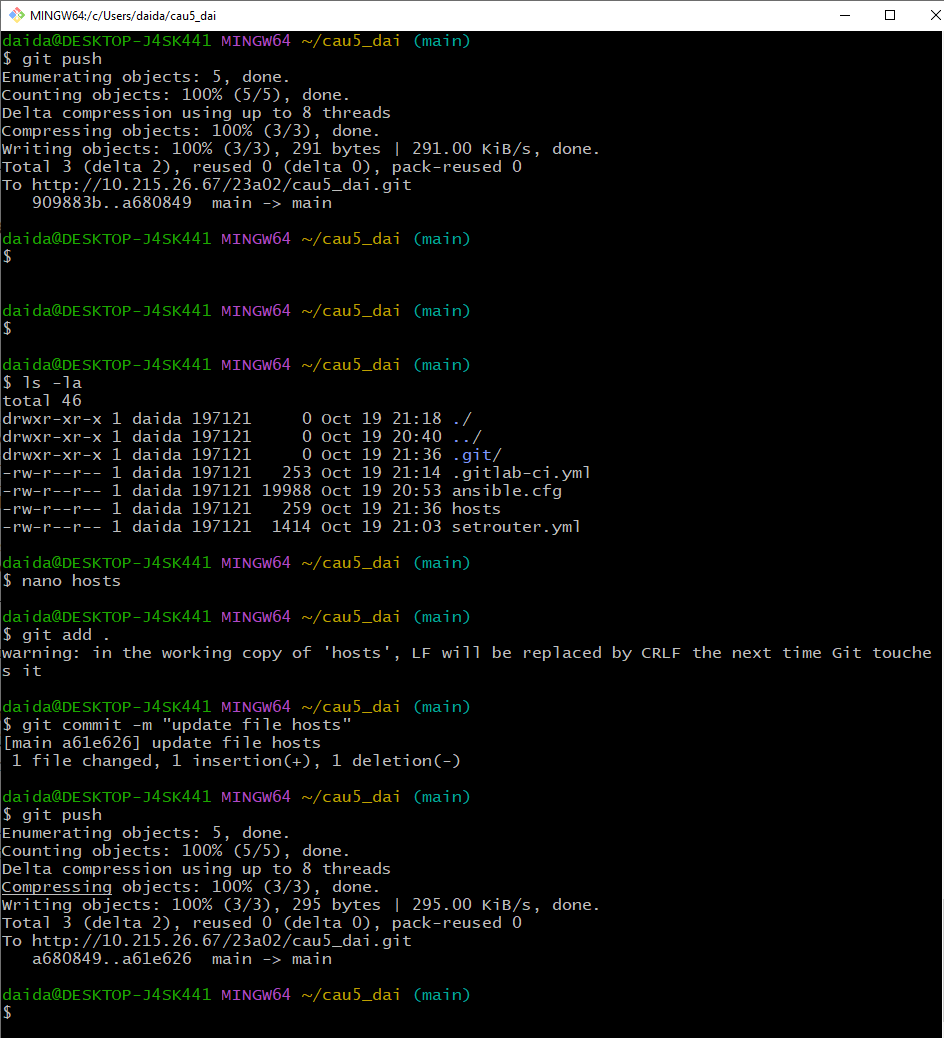 MINGW64:/c/Users/daida/cau5_dai
daida@DESKTOP-J4SK441 MINGW64 ~/cau5_dai (main)
$ git push
Enumerating objects: 5, done.
Counting objects: 100% (5/5), done.
Delta compression using up to 8 threads
Compressing objects: 100% (3/3), done.
Writing objects: 100% (3/3), 291 bytes | 291.00 KiB/s, done.
Total 3 (delta 2), reused 0 (delta 0), pack-reused 0
To http://10.215.26.67/23a02/cau5_dai.git
   909883b..a680849  main -> main

daida@DESKTOP-J4SK441 MINGW64 ~/cau5_dai (main)
$

daida@DESKTOP-J4SK441 MINGW64 ~/cau5_dai (main)
$

daida@DESKTOP-J4SK441 MINGW64 ~/cau5_dai (main)
$ ls -la
total 46
drwxr-xr-x 1 daida 197121     0 Oct 19 21:18 ./
drwxr-xr-x 1 daida 197121     0 Oct 19 20:40 ../
drwxr-xr-x 1 daida 197121     0 Oct 19 21:36 .git/
-rw-r--r-- 1 daida 197121   253 Oct 19 21:14 .gitlab-ci.yml
-rw-r--r-- 1 daida 197121 19988 Oct 19 20:53 ansible.cfg
-rw-r--r-- 1 daida 197121   259 Oct 19 21:36 hosts
-rw-r--r-- 1 daida 197121  1414 Oct 19 21:03 setrouter.yml

daida@DESKTOP-J4SK441 MINGW64 ~/cau5_dai (main)
$ nano hosts

daida@DESKTOP-J4SK441 MINGW64 ~/cau5_dai (main)
$ git add .
warning: in the working copy of 'hosts', LF will be replaced by CRLF the next time Git touche
s it

daida@DESKTOP-J4SK441 MINGW64 ~/cau5_dai (main)
$ git commit -m "update file hosts"
[main a61e626] update file hosts
 1 file changed, 1 insertion(+), 1 deletion(-)

daida@DESKTOP-J4SK441 MINGW64 ~/cau5_dai (main)
$ git push
Enumerating objects: 5, done.
Counting objects: 100% (5/5), done.
Delta compression using up to 8 threads
Compressing objects: 100% (3/3), done.
Writing objects: 100% (3/3), 295 bytes | 295.00 KiB/s, done.
Total 3 (delta 2), reused 0 (delta 0), pack-reused 0
To http://10.215.26.67/23a02/cau5_dai.git
   a680849..a61e626  main -> main

daida@DESKTOP-J4SK441 MINGW64 ~/cau5_dai (main)
$